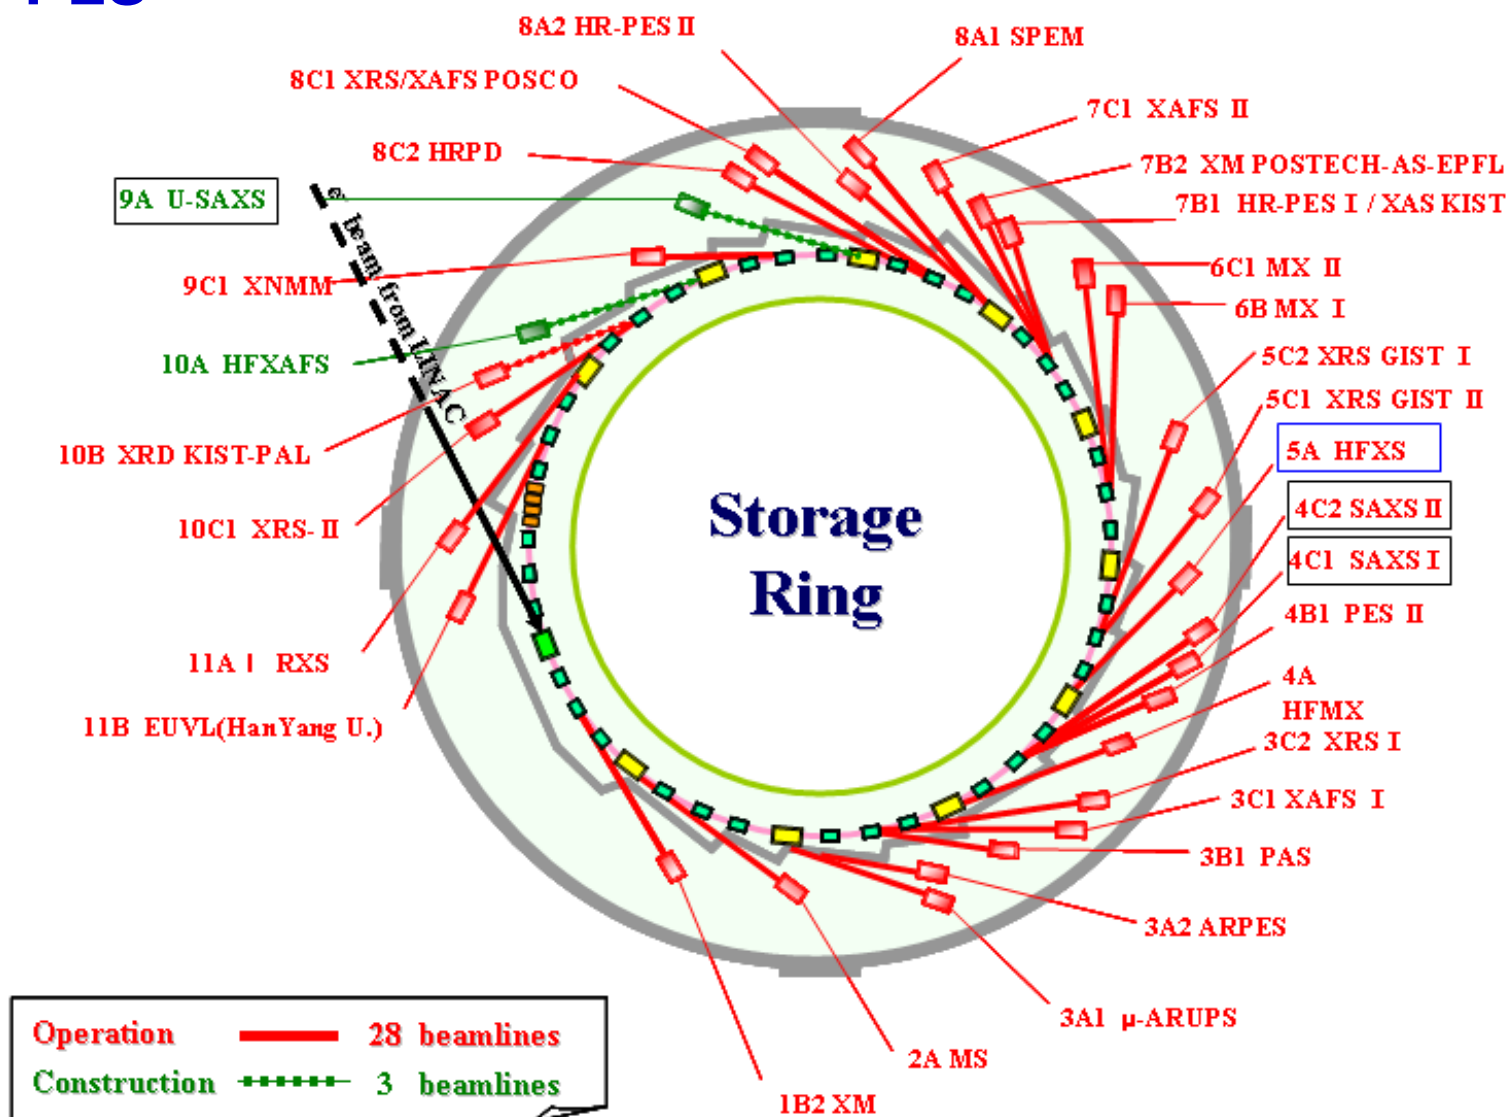 8A2 HR-PES II
8A1 SPEM
8C1 XRS/XAFS POSCO
7C1 XAFS II
8C2 HRPD
7B2 XM POSTECH-AS-EPFL
9A U-SAXS
7B1 HR-PES I / XAS KIST
e⁻ beam from LINAC
6C1 MX II
9C1 XNMM
6B MX I
10A HFXAFS
5C2 XRS GIST I
5C1 XRS GIST II
10B XRD KIST-PAL
5A HFXS
4C2 SAXS II
10C1 XRS-II
Storage
Ring
4C1 SAXS I
4B1 PES II
11A I RXS
4A
HFMX
11B EUVL(HanYang U.)
3C2 XRS I
3C1 XAFS I
3B1 PAS
3A2 ARPES
3A1 μ-ARUPS
2A MS
1B2 XM
Operation 28 beamlines
Construction 3 beamlines